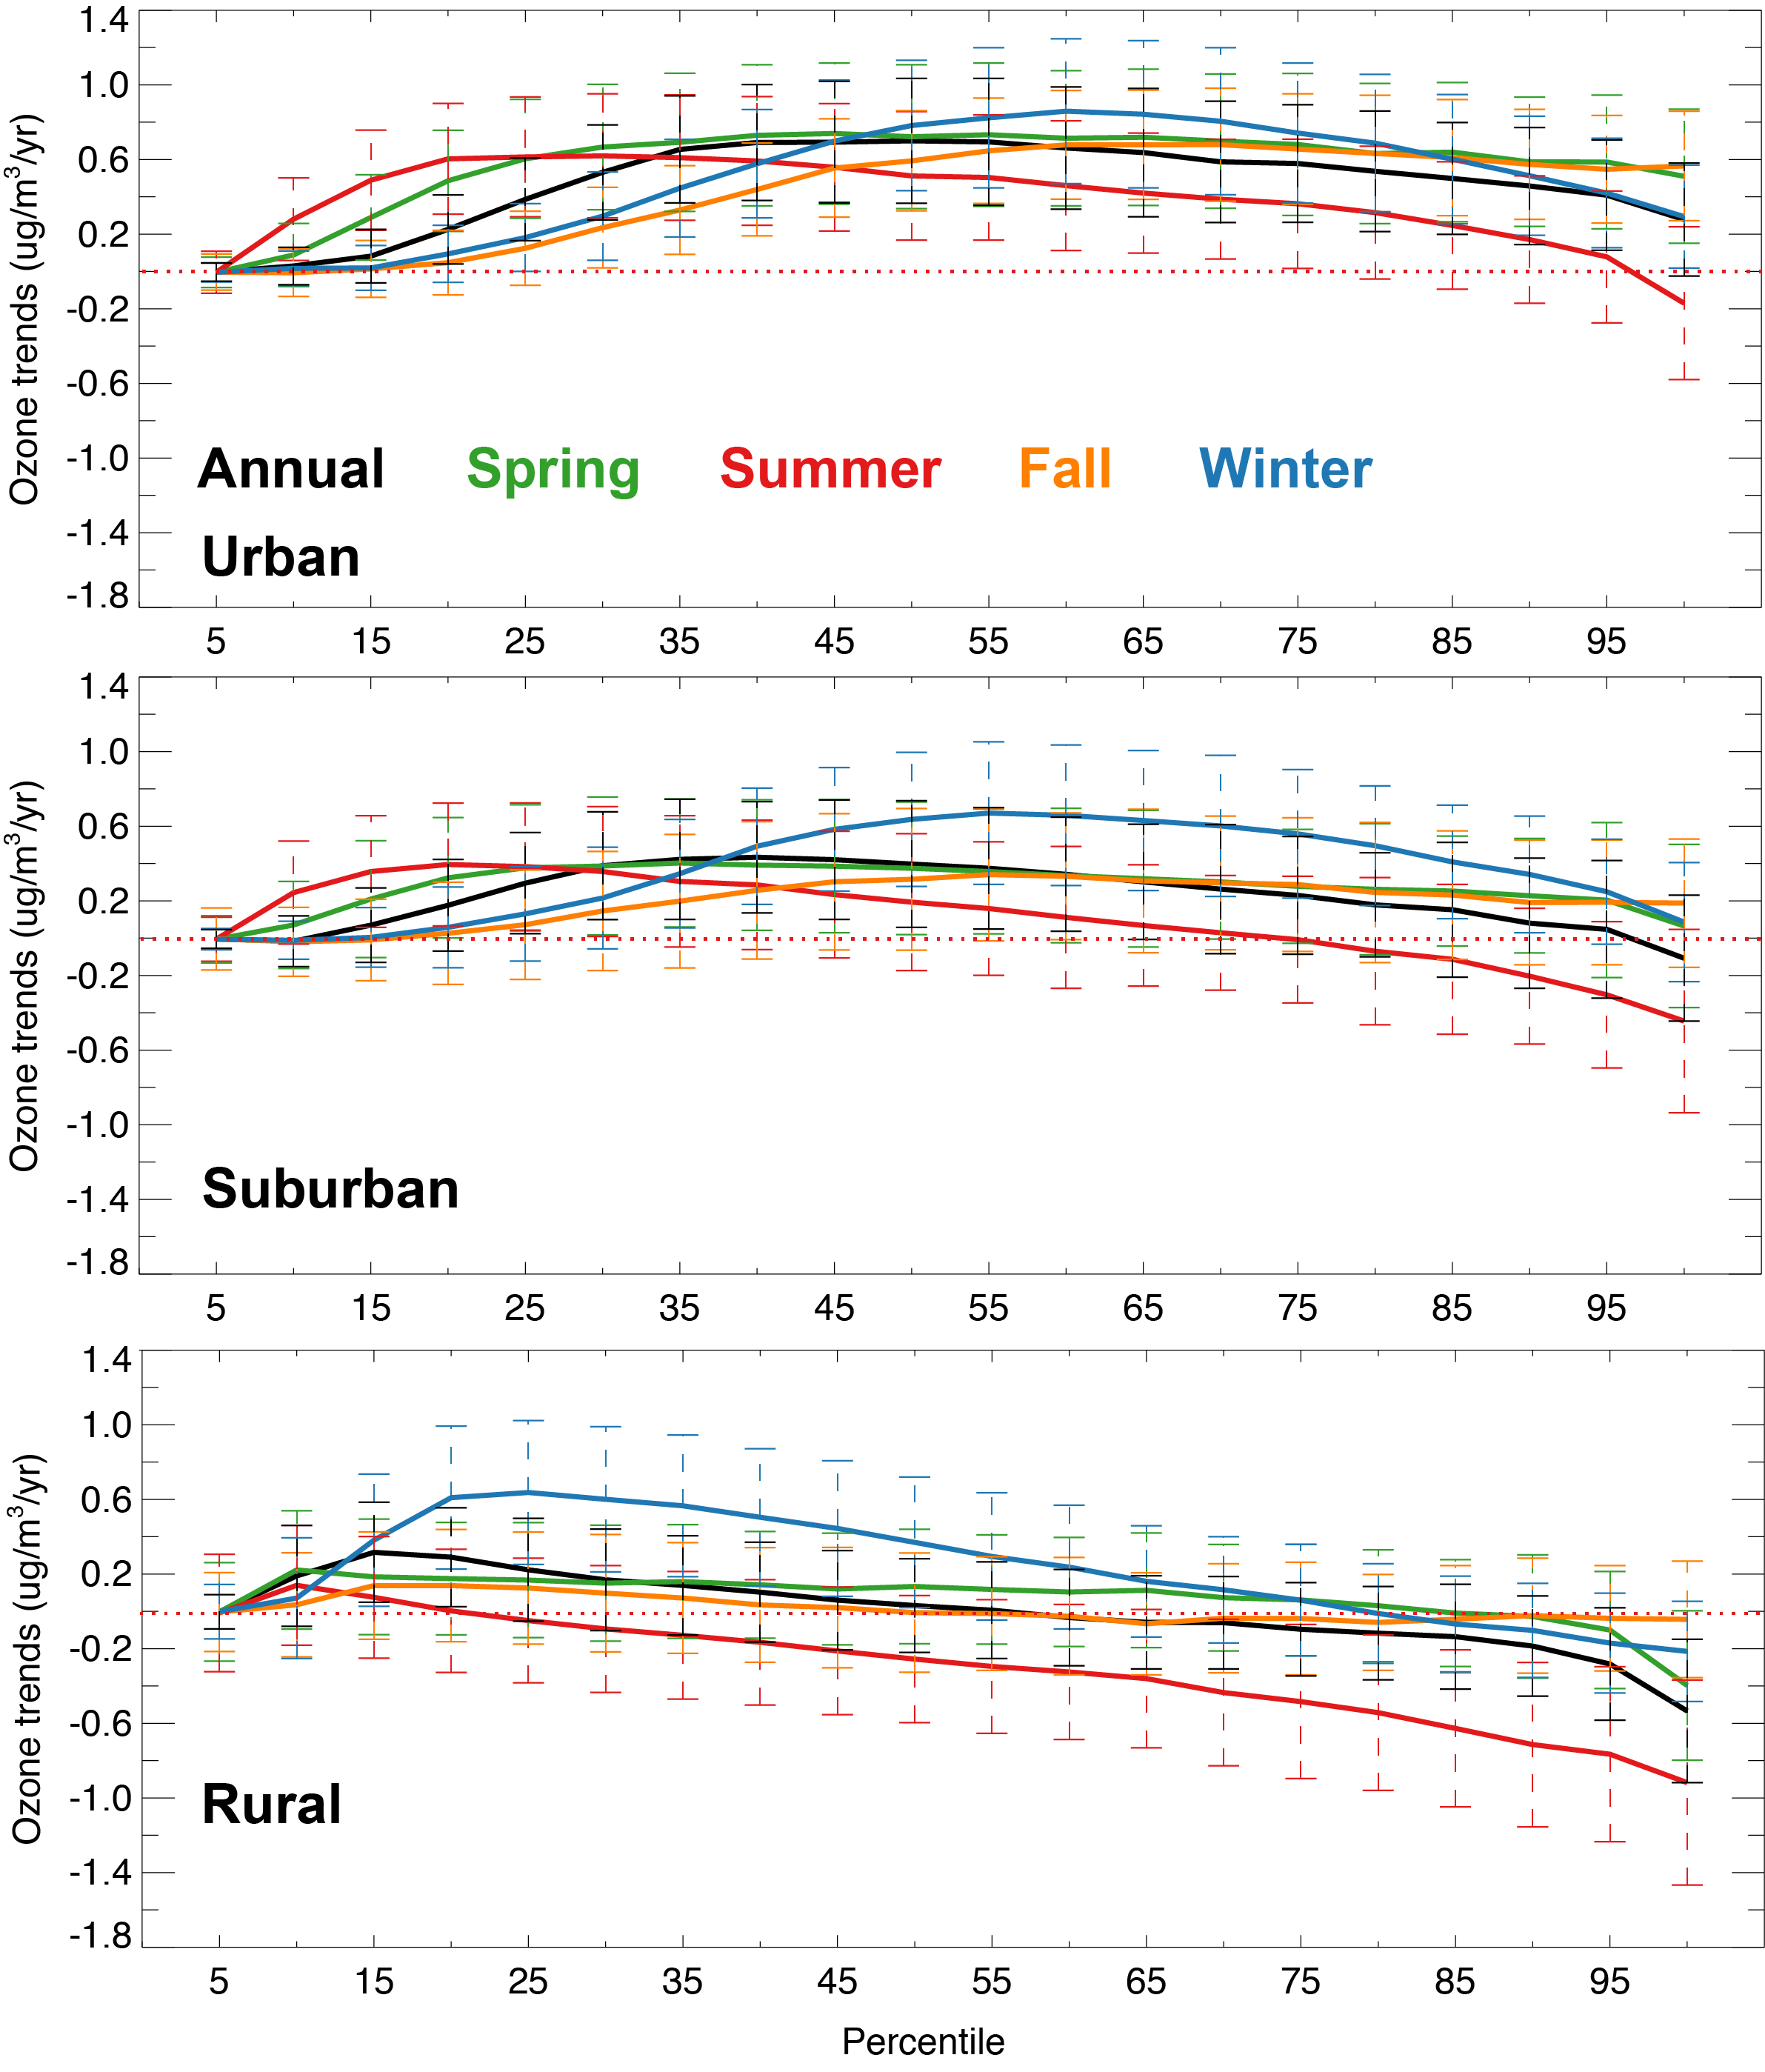 1.4
1.0
0.6
0.2
-0.2
-0.6
-1.0
-1.4
-1.8
Ozone trends (ug/m³/yr)
Annual Spring Summer Fall Winter
Urban
5 15 25 35 45 55 65 75 85 95
1.4
1.0
0.6
0.2
-0.2
-0.6
-1.0
-1.4
-1.8
Ozone trends (ug/m³/yr)
Suburban
5 15 25 35 45 55 65 75 85 95
1.4
1.0
0.6
0.2
-0.2
-0.6
-1.0
-1.4
-1.8
Ozone trends (ug/m³/yr)
Rural
5 15 25 35 45 55 65 75 85 95
Percentile